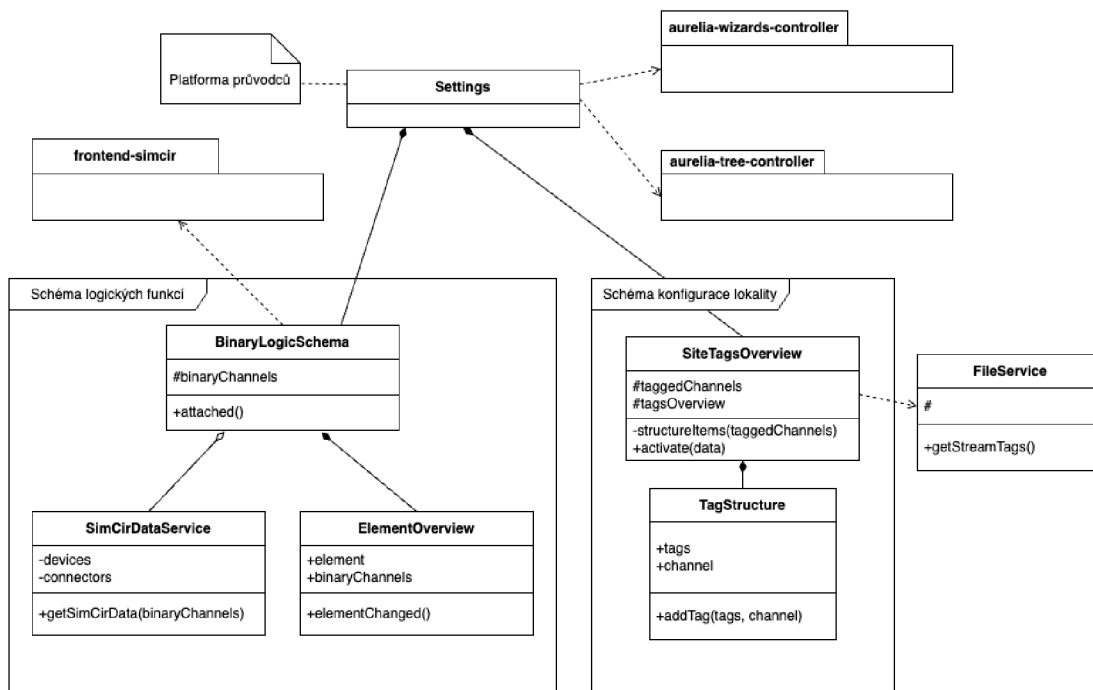 aurelia-wizards-controller
Platforma průvodců
Settings
frontend-simcir
aurelia-tree-controller
Schéma logických funkcí
Schéma konfigurace lokality
BinaryLogicSchema
#binaryChannels
+attached()
SiteTagsOverview
#taggedChannels
#tagsOverview
-structureItems(taggedChannels)
+activate(data)
FileService
#
+getStreamTags()
SimCirDataService
-devices
-connectors
+getSimCirData(binaryChannels)
ElementOverview
+element
+binaryChannels
+elementChanged()
TagStructure
+tags
+channel
+addTag(tags, channel)